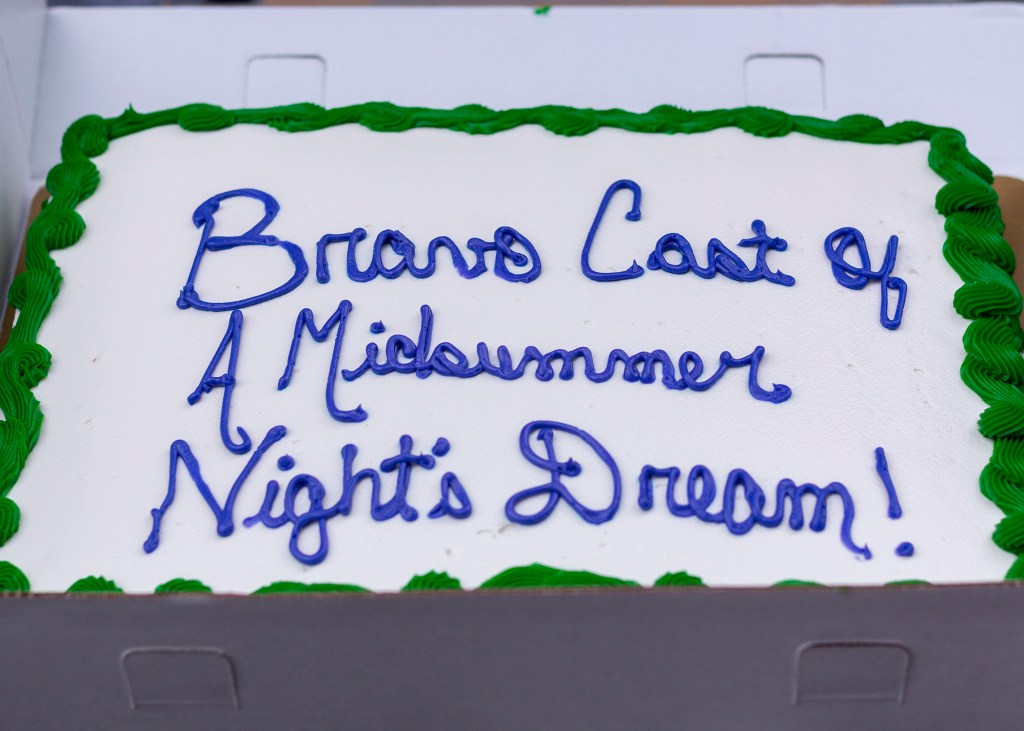 Bravo Cast of
A Midsummer
Night's Dream!